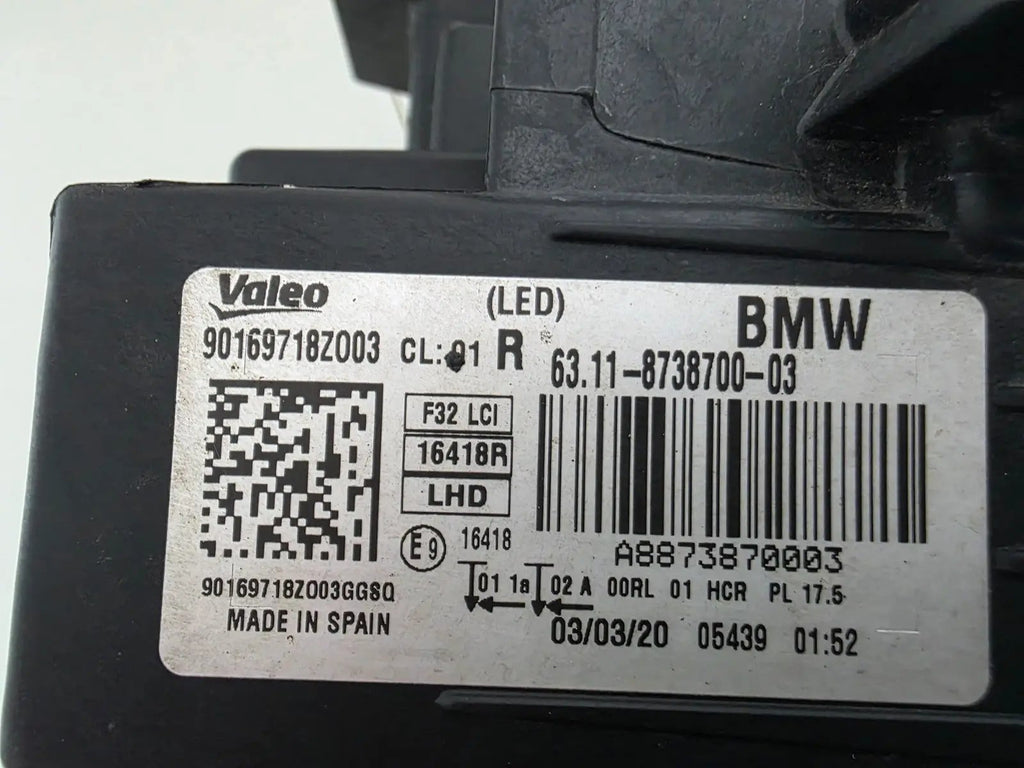 Valeo (LED) BMW
90169718Z003 CL:01 R 63.11-8738700-03
F32 LCI
16418R
LHD
E9 16418
A8873870003
90169718Z003GGSQ
01 1a 02 A 00RL 01 HCR PL 17.5
MADE IN SPAIN 03/03/20 05439 01:52